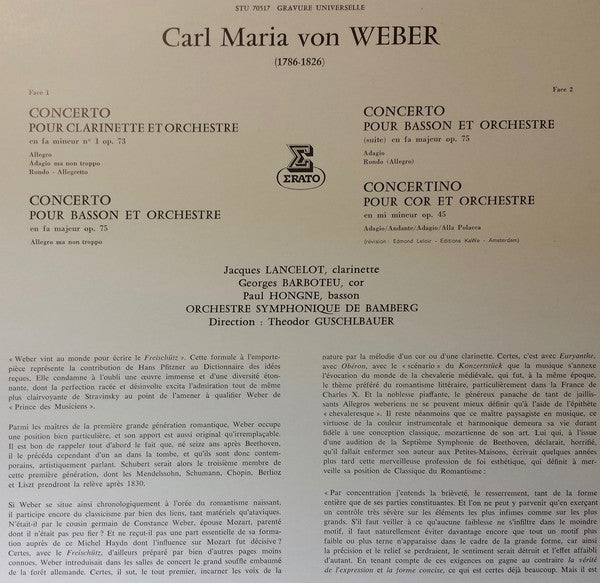 STU 70517 GRAVURE UNIVERSELLE
Carl Maria von WEBER
(1786-1826)
Face 1
CONCERTO
POUR CLARINETTE ET ORCHESTRE
en fa mineur n° 1 op. 73
Allegro
Adagio ma non troppo
Rondo - Allegretto
CONCERTO
POUR BASSON ET ORCHESTRE
en fa majeur op. 75
Allegro ma non troppo
Σ
ERATO
Face 2
CONCERTO
POUR BASSON ET ORCHESTRE
(suite) en fa majeur op. 75
Adagio
Rondo (Allegro)
CONCERTINO
POUR COR ET ORCHESTRE
en mi mineur op. 45
Adagio/Andante/Adagio/Alla Polacca
(révision : Edmond Leloir - Editions KaWe - Amsterdam)
Jacques LANCELOT, clarinette
Georges BARBOTEU, cor
Paul HONGNE, basson
ORCHESTRE SYMPHONIQUE DE BAMBERG
Direction : Theodor GUSCHLBAUER
« Weber vint au monde pour écrire le Freischütz ». Cette formule à l'emporte-
pièce représente la contribution de Hans Pfitzner au Dictionnaire des idées
reçues. Elle condamne à l'oubli une œuvre immense et d'une diversité éton-
nante, dont la perfection racée et désinvolte excita l'admiration tout de même
plus clairvoyante de Stravinsky au point de l'amener à qualifier Weber de
« Prince des Musiciens ».
Parmi les maîtres de la première grande génération romantique, Weber occupe
une position bien particulière, et son apport est aussi original qu'irremplaçable.
Il est bon de rappeler tout d'abord le fait que, né seize ans après Beethoven,
il le précéda cependant d'un an dans la tombe, et qu'ils sont donc contem-
porains, artistiquement parlant. Schubert serait alors le troisième membre de
cette première génération, dont les Mendelssohn, Schumann, Chopin, Berlioz
et Liszt prendront la relève après 1830.
Si Weber se situe ainsi chronologiquement à l'orée du romantisme naissant,
il participe encore du classicisme par bien des liens, tant matériels qu'ataviques.
N'était-il par le cousin germain de Constance Weber, épouse Mozart, parenté
dont il n'était pas peu fier ? Et ne reçut-il pas une part essentielle de sa forma-
tion auprès de ce Michel Haydn dont l'influence sur Mozart fut décisive ?
Certes, avec le Freischütz, d'ailleurs préparé par bien d'autres pages moins
connues, Weber introduisait dans les salles de concert le grand souffle embaumé
de la forêt allemande. Certes, il sut, le tout premier, incarner les voix de la
nature par la mélodie d'un cor ou d'une clarinette. Certes, c'est avec Euryanthe,
avec Obéron, avec le « scénario » du Konzertstück que la musique s'annexe
l'évocation du monde de la chevalerie médiévale, qui fut, à la même époque,
le thème préféré du romantisme littéraire, particulièrement dans la France de
Charles X. Et la noblesse piaffante, le généreux panache de tant de jaillis-
sants Allegros weberiens ne se peuvent mieux définir qu'à l'aide de l'épithète
« chevaleresque ». Il reste néanmoins que ce maître paysagiste en musique, ce
virtuose de la couleur instrumentale et harmonique demeura sa vie durant
fidèle à une conception classique, mozartienne de son art. Lui qui, à l'issue
d'une audition de la Septième Symphonie de Beethoven, déclarait, horrifié,
qu'il fallait enfermer son auteur aux Petites-Maisons, écrivait quelques années
plus tard cette merveilleuse profession de foi esthétique, qui définit à mer-
veille sa position de Classique du Romantisme :
« Par concentration j'entends la brièveté, le resserrement, tant de la forme
entière que de ses parties constituantes. Et l'on ne peut y parvenir qu'en exerçant
un contrôle très sévère sur les éléments les plus infimes comme sur les plus
grands. S'il faut veiller à ce qu'aucune faiblesse ne s'infiltre dans le moindre
motif, il faut naturellement éviter davantage encore que tout un motif plus
faible ou plus terne n'apparaisse dans le cadre de la grande forme, car ainsi
la précision et le relief se perdraient, le sentiment serait détruit et l'effet affaibli
d'autant. En tenant compte de ces exigences on gagne au contraire la vérité
de l'expression et la forme concise, ce qui est certes déjà beaucoup. Mais il est